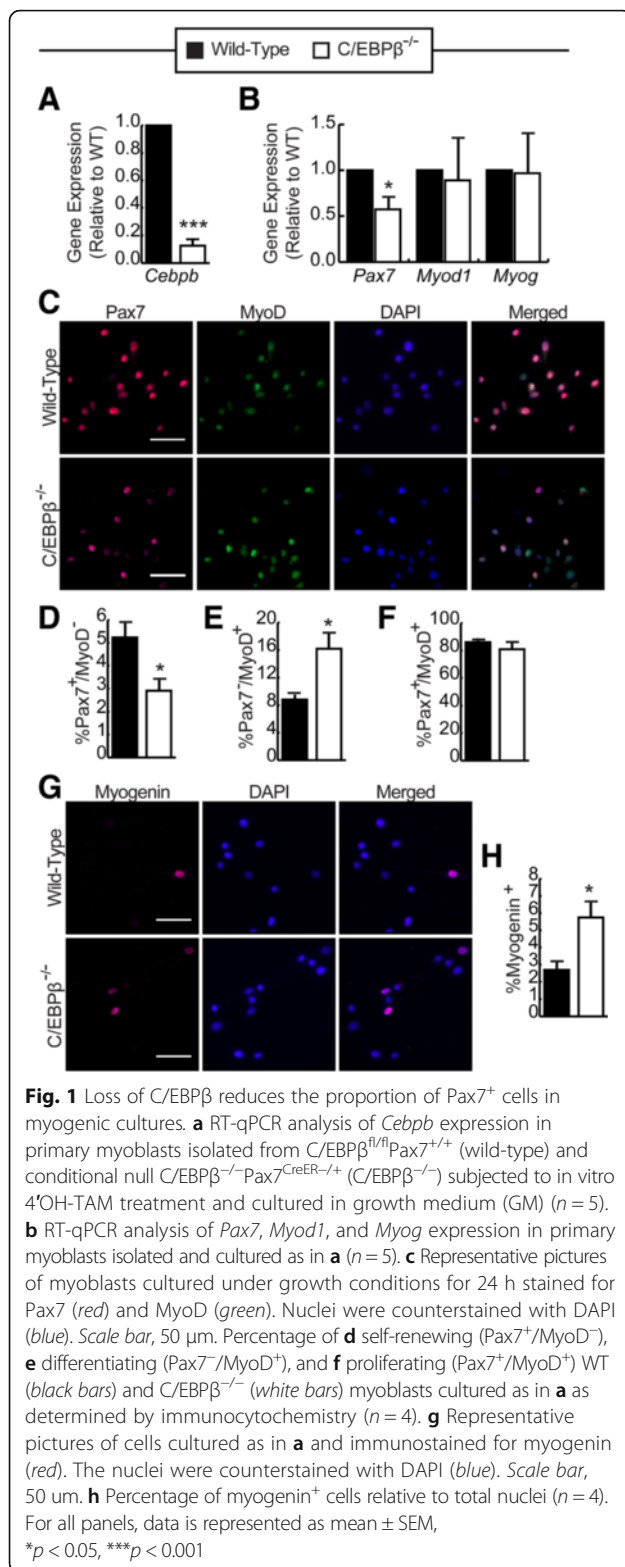 Wild-Type C/EBPβ⁻/⁻
A B
Gene Expression
(Relative to WT)
1.0
0.8
0.6
0.4
0.2
0.0
***
Cebpb
Gene Expression
(Relative to WT)
1.5
1.0
0.5
0.0
*
Pax7 Myod1 Myog
C
Pax7 MyoD DAPI Merged
Wild-Type
C/EBPβ⁻/⁻
D E F
%Pax7⁺/MyoD⁻
6
5
4
3
2
1
0
*
%Pax7⁻/MyoD⁺
20
16
12
8
4
0
*
%Pax7⁺/MyoD⁺
100
80
60
40
20
0
G
Myogenin DAPI Merged
Wild-Type
C/EBPβ⁻/⁻
H
%Myogenin⁺
8
7
6
5
4
3
2
1
0
*
Fig. 1 Loss of C/EBPβ reduces the proportion of Pax7⁺ cells in
myogenic cultures. a RT-qPCR analysis of Cebpb expression in
primary myoblasts isolated from C/EBPβfl/flPax7⁺/⁺ (wild-type) and
conditional null C/EBPβ⁻/⁻Pax7CreER−/+ (C/EBPβ⁻/⁻) subjected to in vitro
4′OH-TAM treatment and cultured in growth medium (GM) (n = 5).
b RT-qPCR analysis of Pax7, Myod1, and Myog expression in primary
myoblasts isolated and cultured as in a (n = 5). c Representative pictures
of myoblasts cultured under growth conditions for 24 h stained for
Pax7 (red) and MyoD (green). Nuclei were counterstained with DAPI
(blue). Scale bar, 50 μm. Percentage of d self-renewing (Pax7⁺/MyoD⁻),
e differentiating (Pax7⁻/MyoD⁺), and f proliferating (Pax7⁺/MyoD⁺) WT
(black bars) and C/EBPβ⁻/⁻ (white bars) myoblasts cultured as in a as
determined by immunocytochemistry (n = 4). g Representative
pictures of cells cultured as in a and immunostained for myogenin
(red). The nuclei were counterstained with DAPI (blue). Scale bar,
50 um. h Percentage of myogenin⁺ cells relative to total nuclei (n = 4).
For all panels, data is represented as mean ± SEM,
*p < 0.05, ***p < 0.001